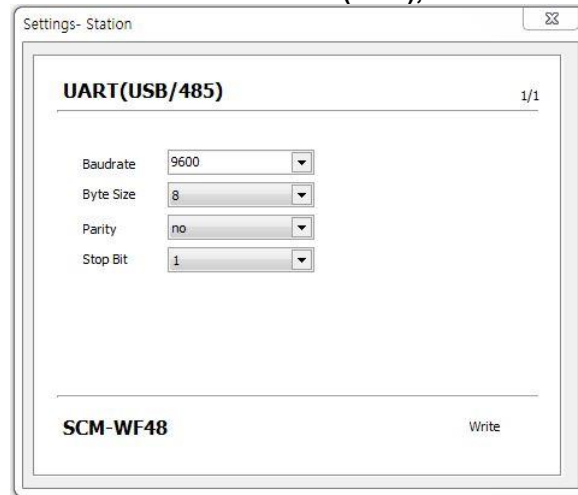 Settings- Station
UART(USB/485)
1/1
Baudrate 9600
Byte Size 8
Parity no
Stop Bit 1
SCM-WF48
Write